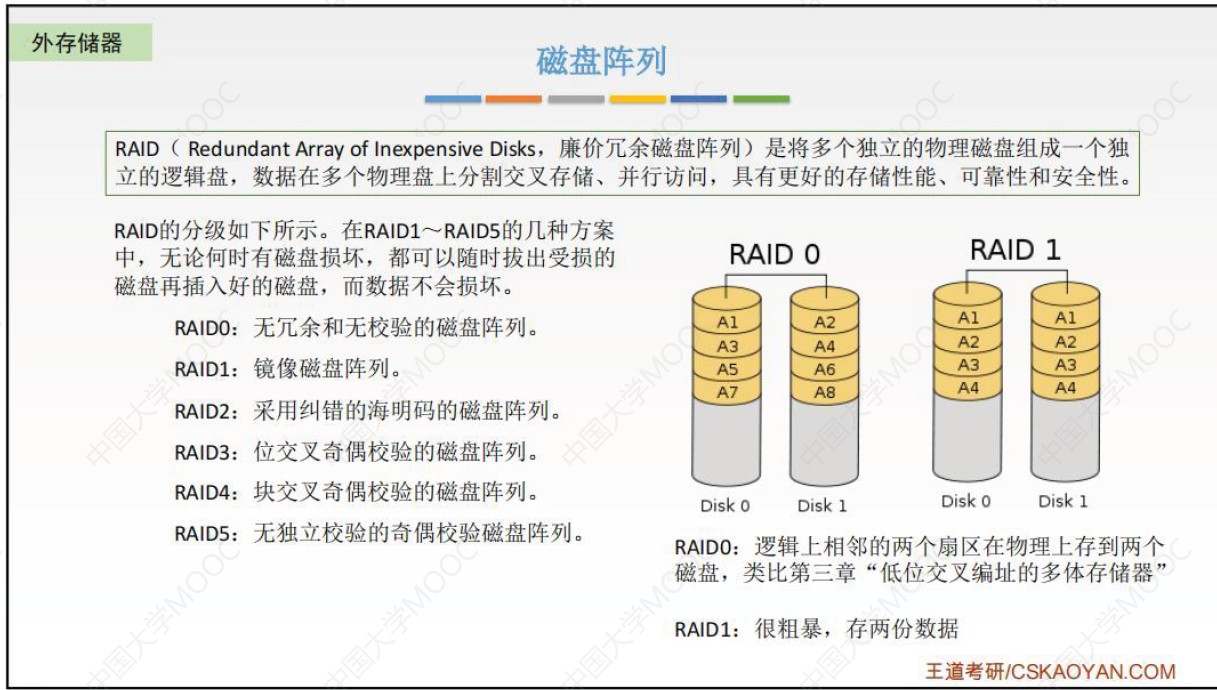 外存储器
磁盘阵列
RAID（ Redundant Array of Inexpensive Disks，廉价冗余磁盘阵列）是将多个独立的物理磁盘组成一个独
立的逻辑盘，数据在多个物理盘上分割交叉存储、并行访问，具有更好的存储性能、可靠性和安全性。
RAID的分级如下所示。在RAID1～RAID5的几种方案
中，无论何时有磁盘损坏，都可以随时拔出受损的
磁盘再插入好的磁盘，而数据不会损坏。
RAID0：无冗余和无校验的磁盘阵列。
RAID1：镜像磁盘阵列。
RAID2：采用纠错的海明码的磁盘阵列。
RAID3：位交叉奇偶校验的磁盘阵列。
RAID4：块交叉奇偶校验的磁盘阵列。
RAID5：无独立校验的奇偶校验磁盘阵列。
RAID 0
A1
A3
A5
A7
Disk 0
A2
A4
A6
A8
Disk 1
RAID 1
A1
A2
A3
A4
Disk 0
A1
A2
A3
A4
Disk 1
RAID0：逻辑上相邻的两个扇区在物理上存到两个
磁盘，类比第三章“低位交叉编址的多体存储器”
RAID1：很粗暴，存两份数据
王道考研/CSKAOYAN.COM
中国大学MOOC